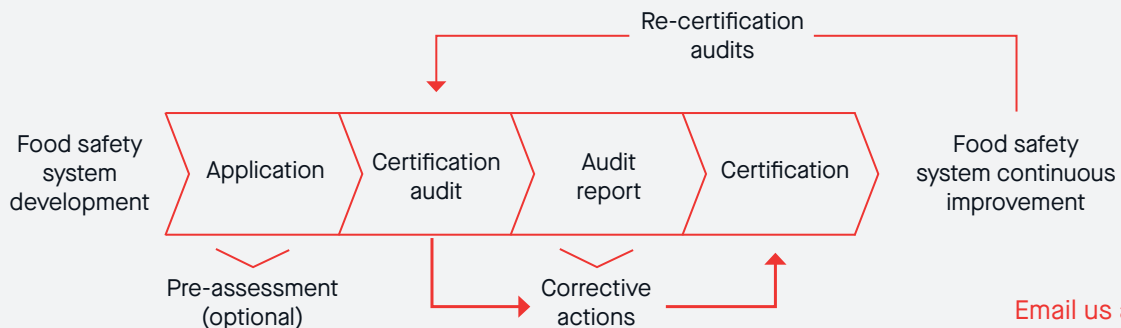 Re-certification
audits
Food safety
system
development
Application
Certification
audit
Audit
report
Certification
Food safety
system continuous
improvement
Pre-assessment
(optional)
Corrective
actions
Email us